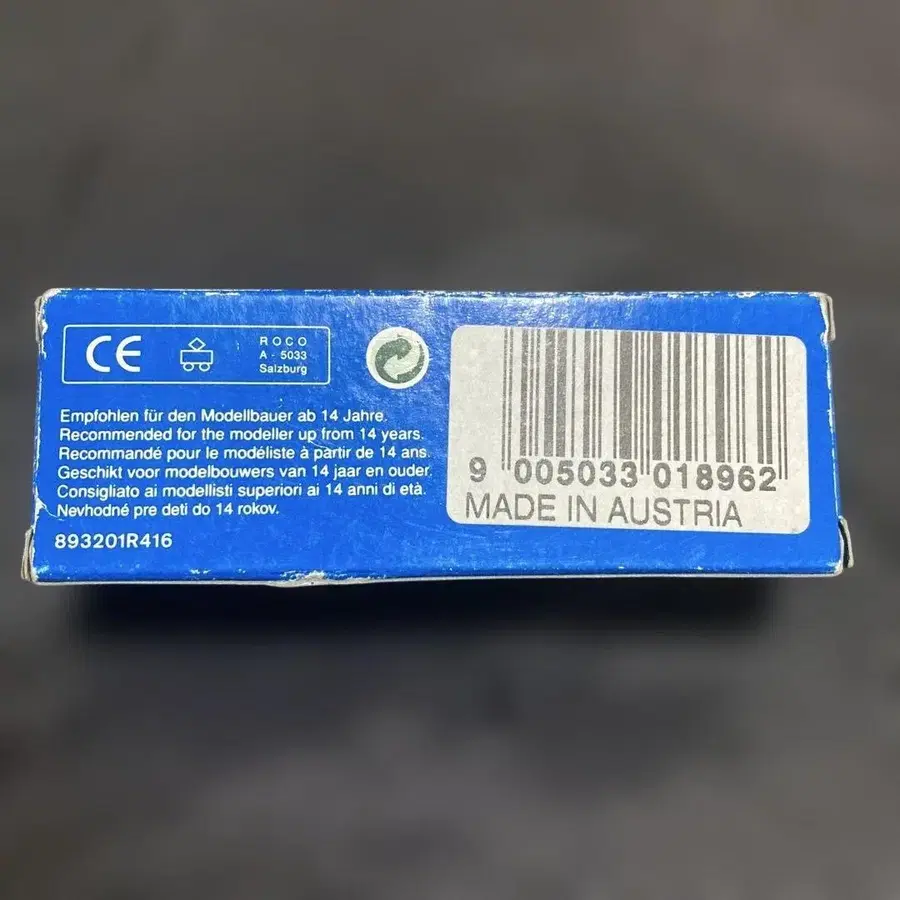 CE
ROCO
A - 5033
Salzburg
Empfohlen für den Modellbauer ab 14 Jahre.
Recommended for the modeller up from 14 years.
Recommandé pour le modéliste à partir de 14 ans.
Geschikt voor modelbouwers van 14 jaar en ouder.
Consigliato ai modellisti superiori ai 14 anni di età.
Nevhodné pre deti do 14 rokov.
893201R416
9 005033 018962
MADE IN AUSTRIA